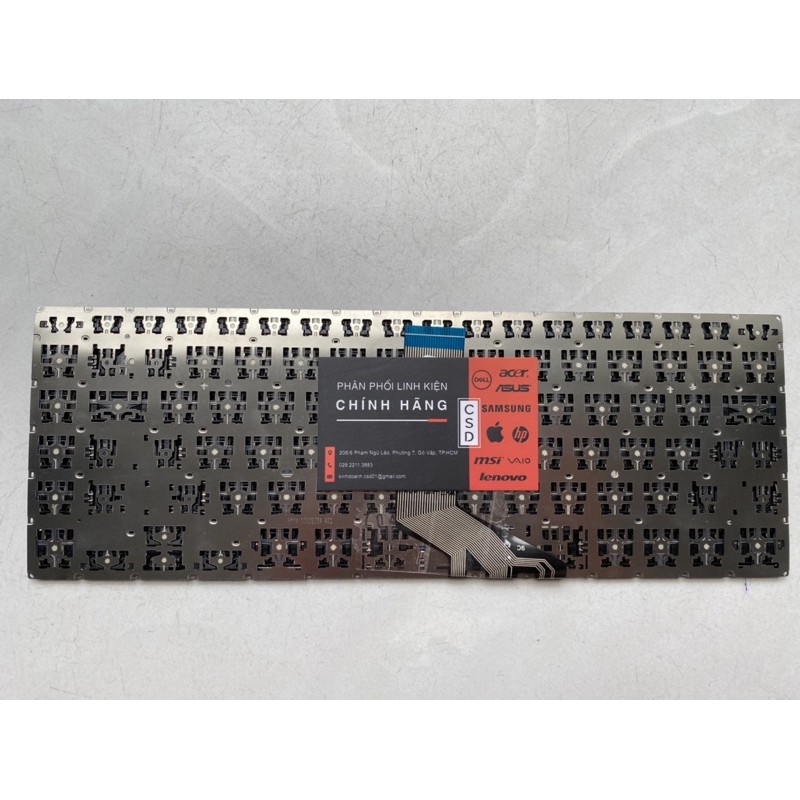 PHÂN PHỐI LINH KIỆN
CHÍNH HÃNG
CSD
206/6 Phạm Ngũ Lão, Phường 7, Gò Vấp, TP.HCM
028.2211.3883
DELL
acer
ASUS
SAMSUNG
hp
msi
VAIO
lenovo